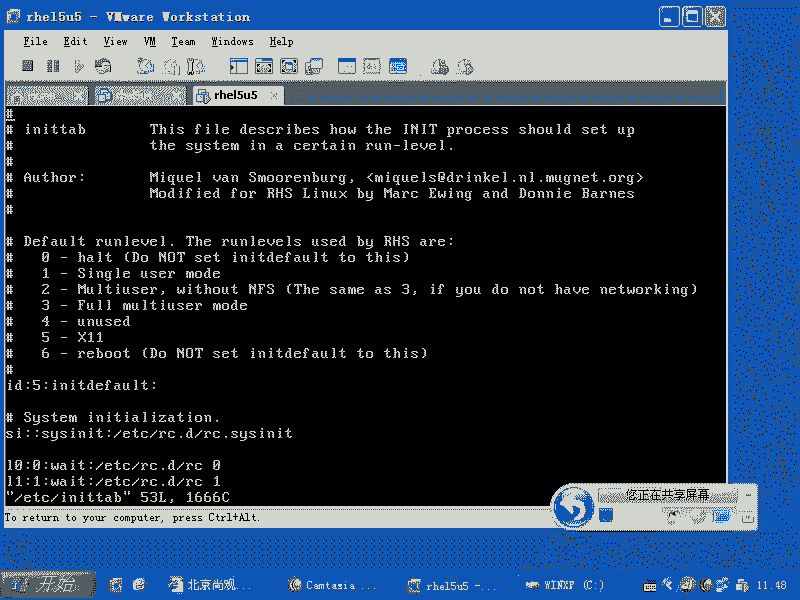 rhel5u5 - VMware Workstation
File Edit View VM Team Windows Help
rhel5u5
#
# inittab This file describes how the INIT process should set up
# the system in a certain run-level.
#
# Author: Miquel van Smoorenburg, <miquels@drinkel.nl.mugnet.org>
# Modified for RHS Linux by Marc Ewing and Donnie Barnes
#
# Default runlevel. The runlevels used by RHS are:
# 0 - halt (Do NOT set initdefault to this)
# 1 - Single user mode
# 2 - Multiuser, without NFS (The same as 3, if you do not have networking)
# 3 - Full multiuser mode
# 4 - unused
# 5 - X11
# 6 - reboot (Do NOT set initdefault to this)
#
id:5:initdefault:
# System initialization.
si::sysinit:/etc/rc.d/rc.sysinit
l0:0:wait:/etc/rc.d/rc 0
l1:1:wait:/etc/rc.d/rc 1
"/etc/inittab" 53L, 1666C
您正在共享屏幕
To return to your computer, press Ctrl+Alt.
开始 北京尚观... Camtasia ... rhel5u5 -... WINXP (C:) 11:48